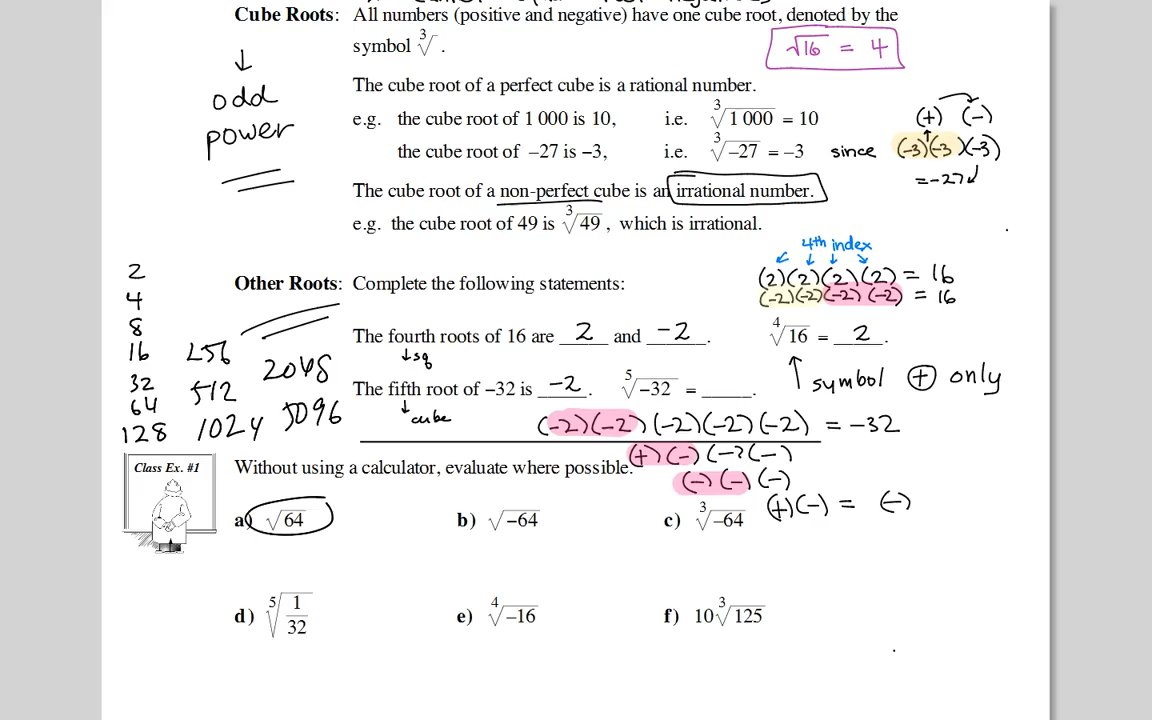 Cube Roots: All numbers (positive and negative) have one cube root, denoted by the
symbol ∛ .
√16 = 4
↓
odd
power
The cube root of a perfect cube is a rational number.
e.g. the cube root of 1 000 is 10, i.e. ∛1 000 = 10
(+) (-)
the cube root of −27 is −3, i.e. ∛−27 = −3 since (-3)(-3)(-3)
= -27
The cube root of a non-perfect cube is an irrational number.
e.g. the cube root of 49 is ∛49 , which is irrational.
4th index
(2)(2)(2)(2) = 16
Other Roots: Complete the following statements:
(-2)(-2)(-2)(-2) = 16
The fourth roots of 16 are 2 and -2 . ∜16 = 2 .
↓sq
↑ symbol ⊕ only
The fifth root of −32 is -2 . ⁵√−32 = ______.
↓ cube
(-2)(-2)(-2)(-2)(-2) = -32
(+)(-)(-)(-)
(-)(-)(-)
(+)(-) = (-)
2
4
8
16 256
32 512 2048
64
128 1024 5096
Class Ex. #1
Without using a calculator, evaluate where possible.
a) √64 b) √−64 c) ∛−64
d) ⁵√1/32 e) ∜−16 f) 10∛125